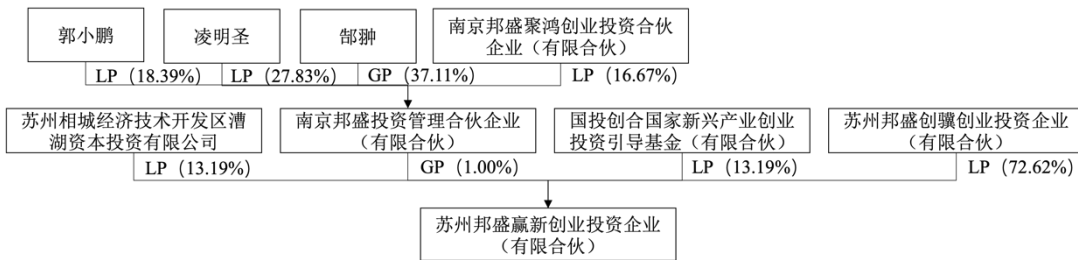 郭小鹏
凌明圣
郜翀
南京邦盛聚鸿创业投资合伙
企业（有限合伙）
LP（18.39%）
LP（27.83%）
GP（37.11%）
LP（16.67%）
苏州相城经济技术开发区漕
湖资本投资有限公司
南京邦盛投资管理合伙企业
（有限合伙）
国投创合国家新兴产业创业
投资引导基金（有限合伙）
苏州邦盛创骥创业投资企业
（有限合伙）
LP（13.19%）
GP（1.00%）
LP（13.19%）
LP（72.62%）
苏州邦盛赢新创业投资企业
（有限合伙）